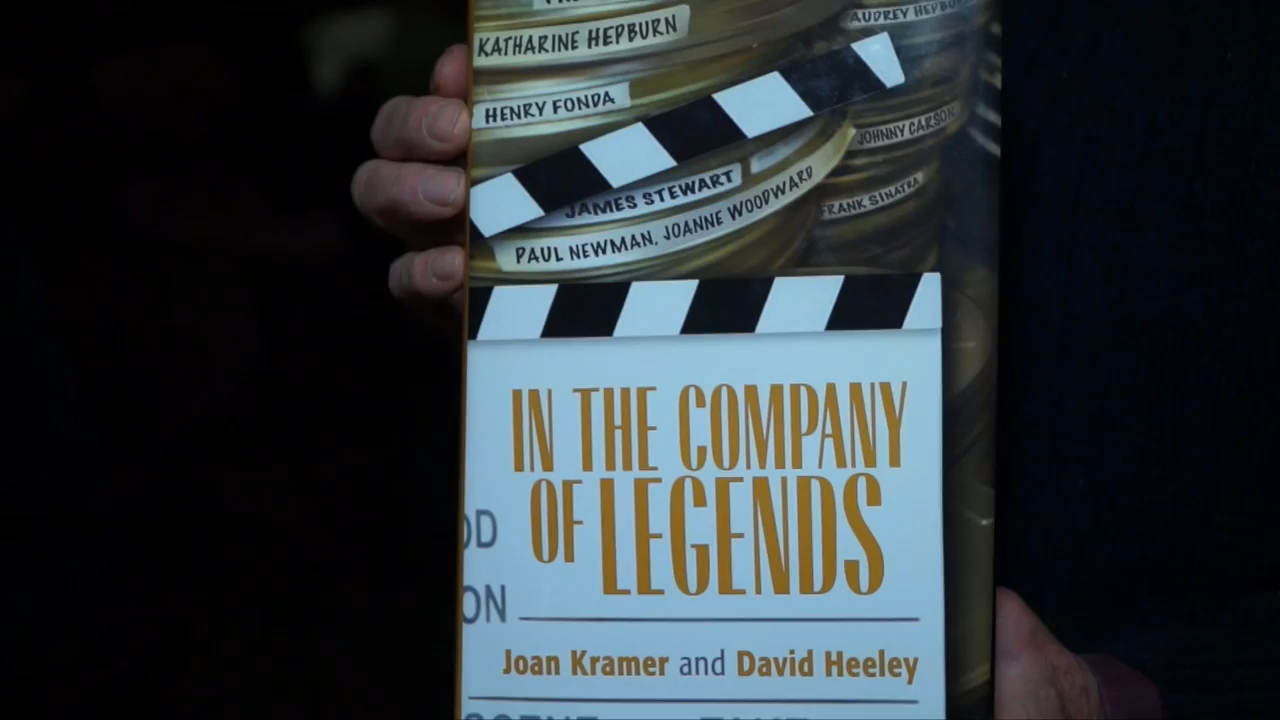 KATHARINE HEPBURN
HENRY FONDA
JAMES STEWART
PAUL NEWMAN, JOANNE WOODWARD
AUDREY HEPBURN
JOHNNY CARSON
FRANK SINATRA
IN THE COMPANY
OF LEGENDS
OD
ON
Joan Kramer and David Heeley